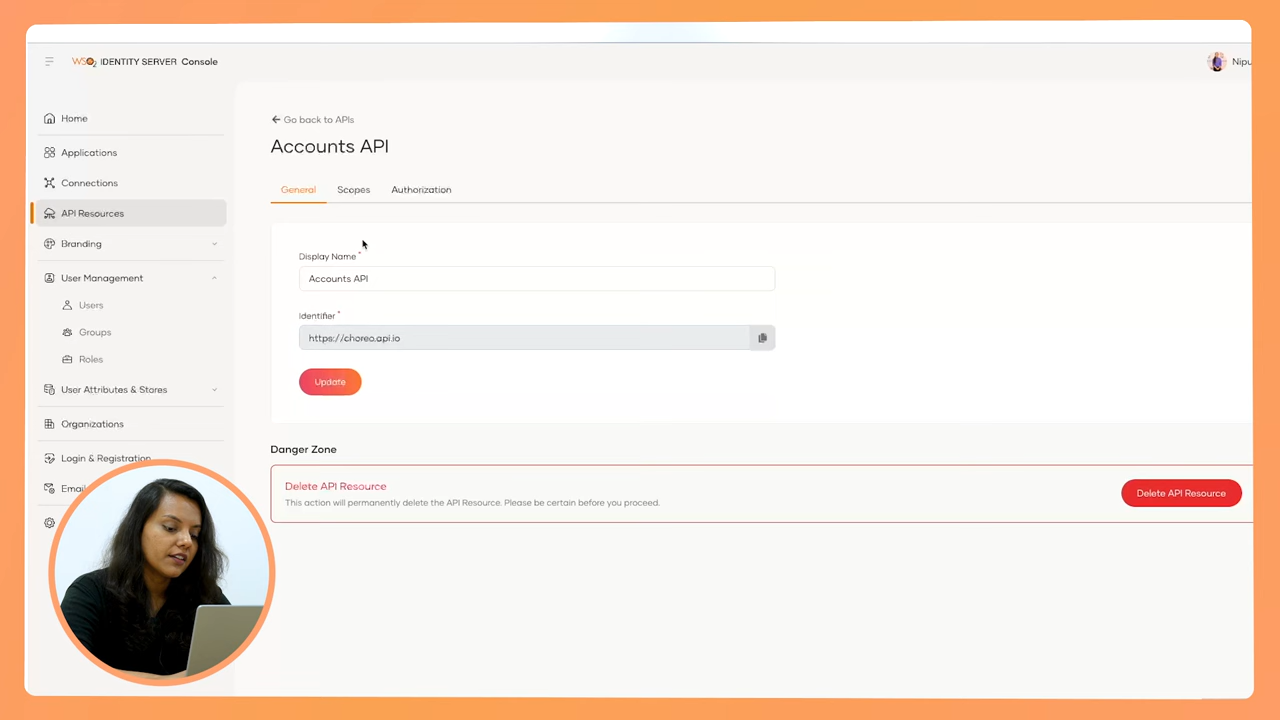 WSO2 IDENTITY SERVER Console
Home
Applications
Connections
API Resources
Branding
User Management
Users
Groups
Roles
User Attributes & Stores
Organizations
Login & Registration
Emai
Nipu
Go back to APIs
Accounts API
General Scopes Authorization
Display Name *
Accounts API
Identifier *
https://choreo.api.io
Update
Danger Zone
Delete API Resource
This action will permanently delete the API Resource. Please be certain before you proceed.
Delete API Resource